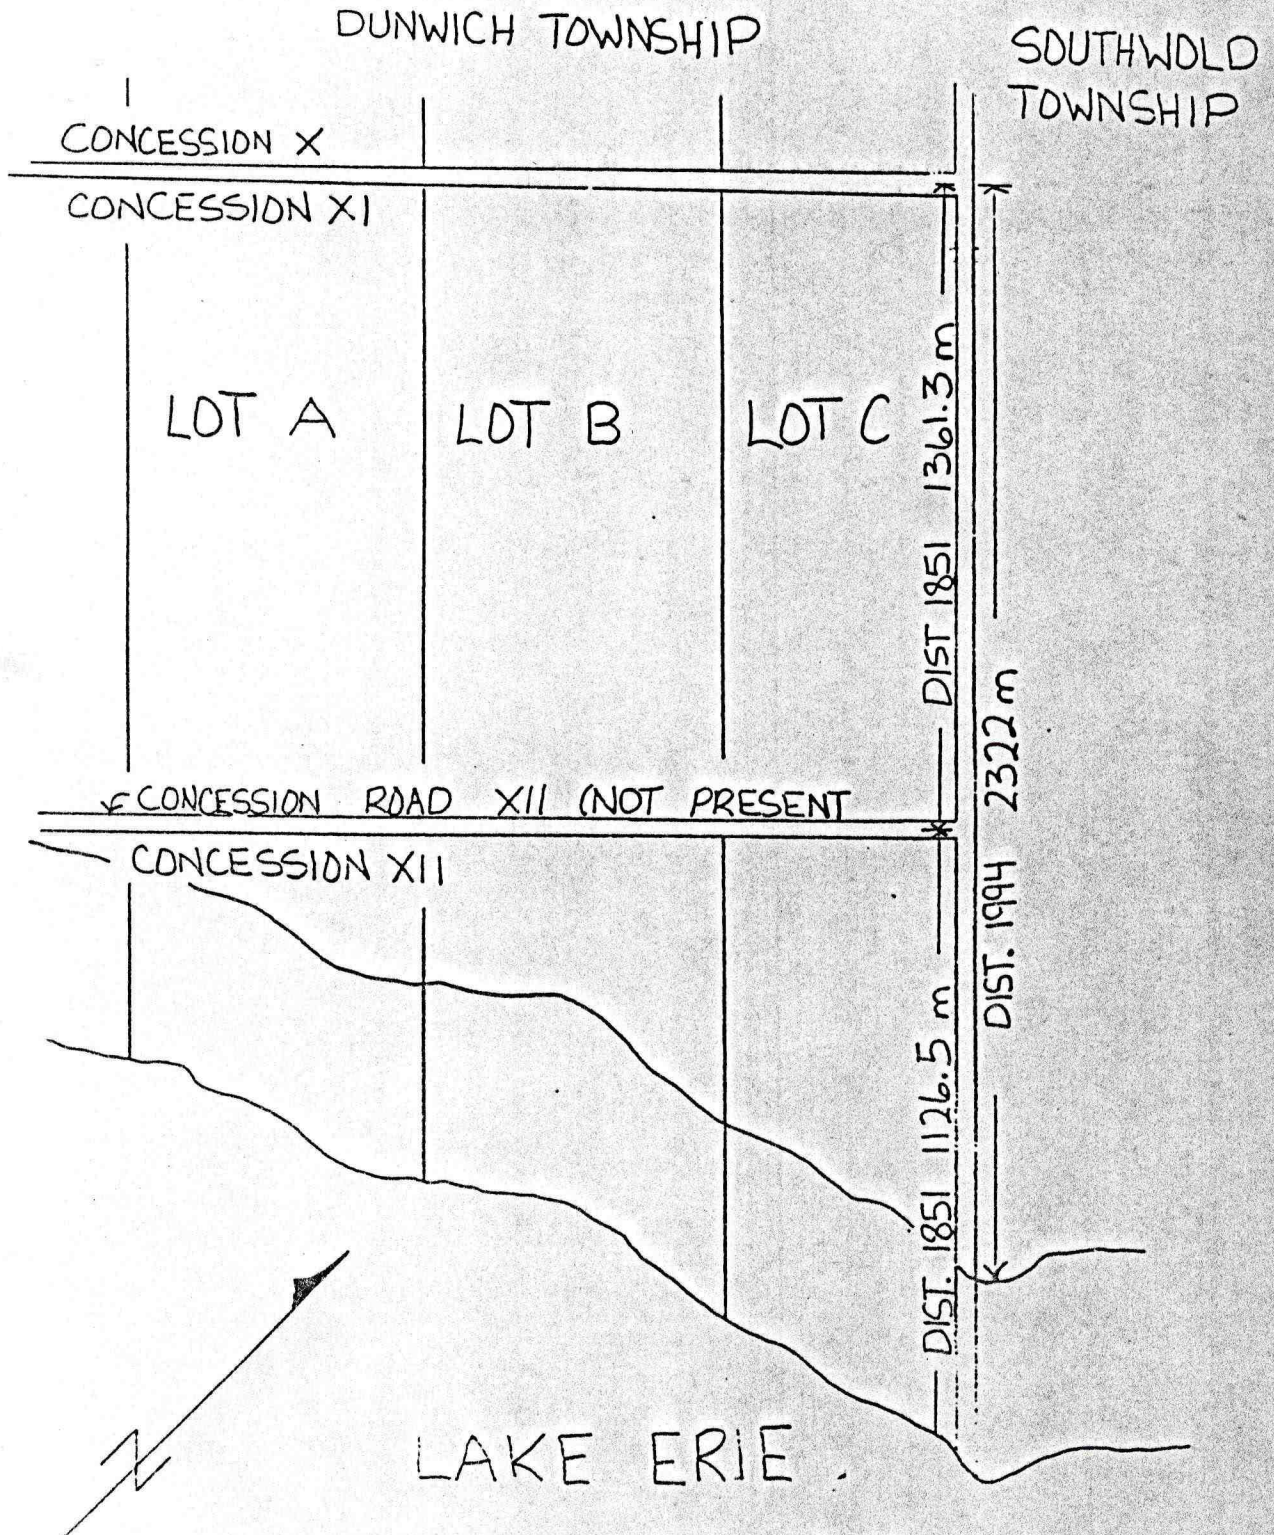 DUNWICH TOWNSHIP
SOUTHWOLD
TOWNSHIP
CONCESSION X
CONCESSION XI
LOT A
LOT B
LOT C
DIST 1851 1361.3 m
DIST. 1994 2322 m
CONCESSION ROAD XII (NOT PRESENT
CONCESSION XII
DIST. 1851 1126.5 m
N
LAKE ERIE.